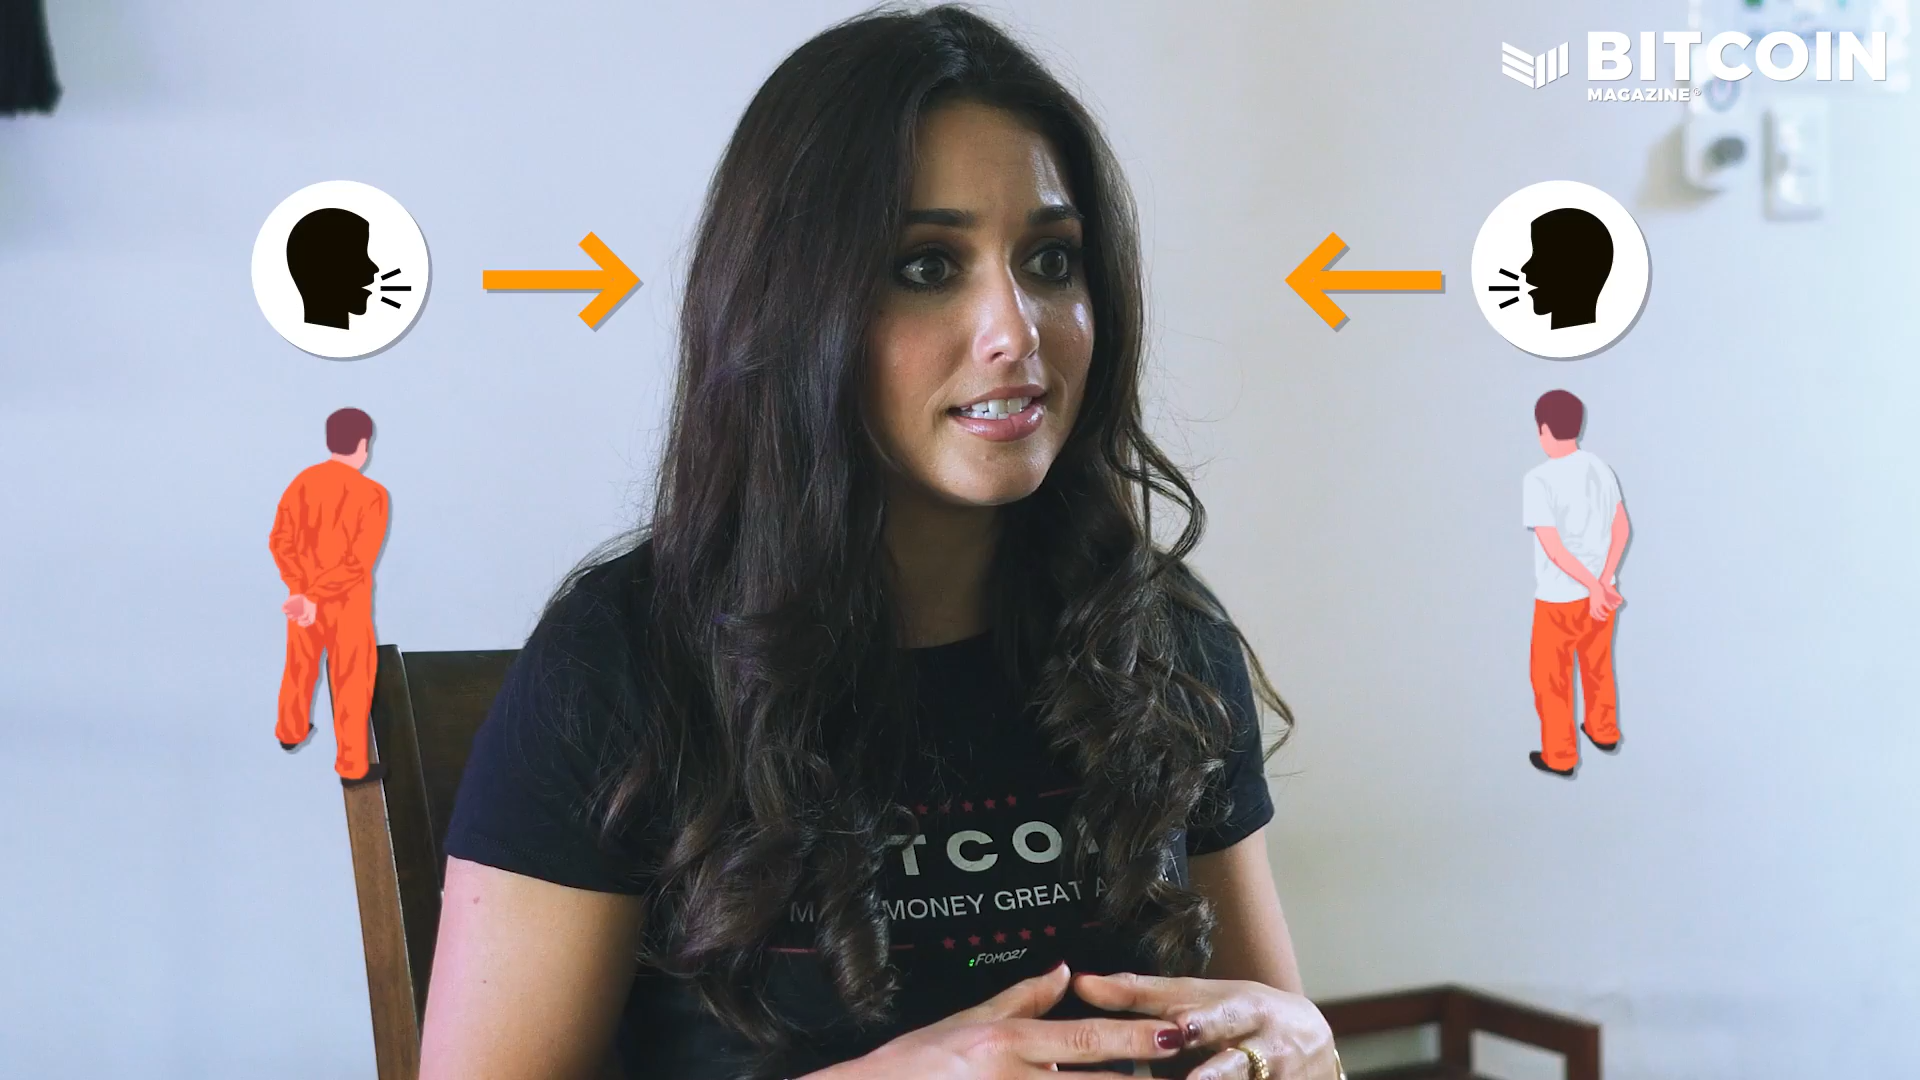 BITCOIN
MAGAZINE®
TCO
MONEY GREAT A
:FOMO21